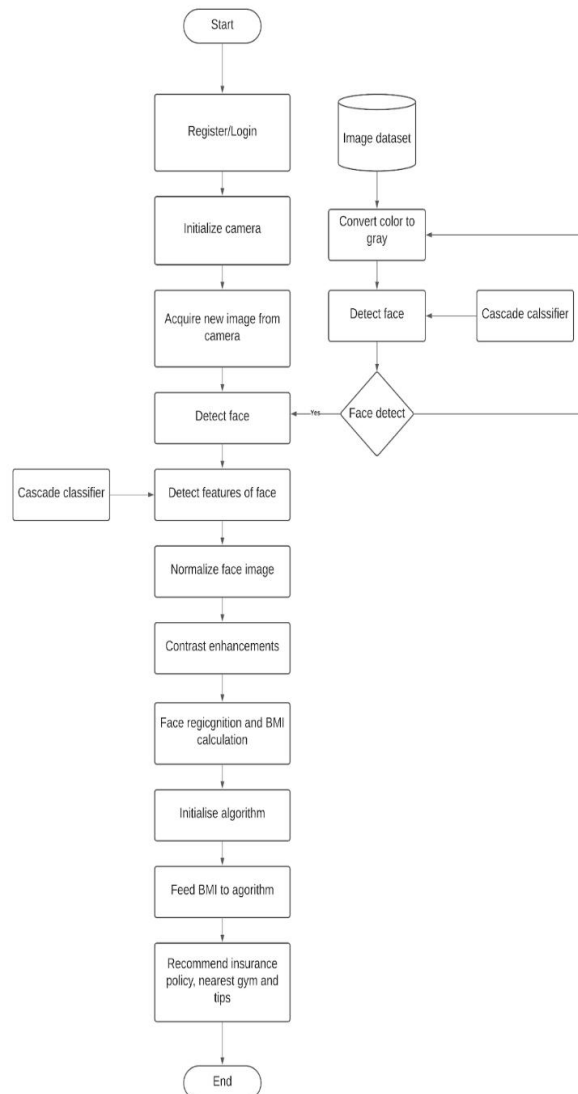 Start
Register/Login
Image dataset
Initialize camera
Convert color to
gray
Acquire new image from
camera
Detect face
Cascade calssifier
Detect face
Yes
Face detect
Cascade classifier
Detect features of face
Normalize face image
Contrast enhancements
Face regicgnition and BMI
calculation
Initialise algorithm
Feed BMI to agorithm
Recommend insurance
policy, nearest gym and
tips
End